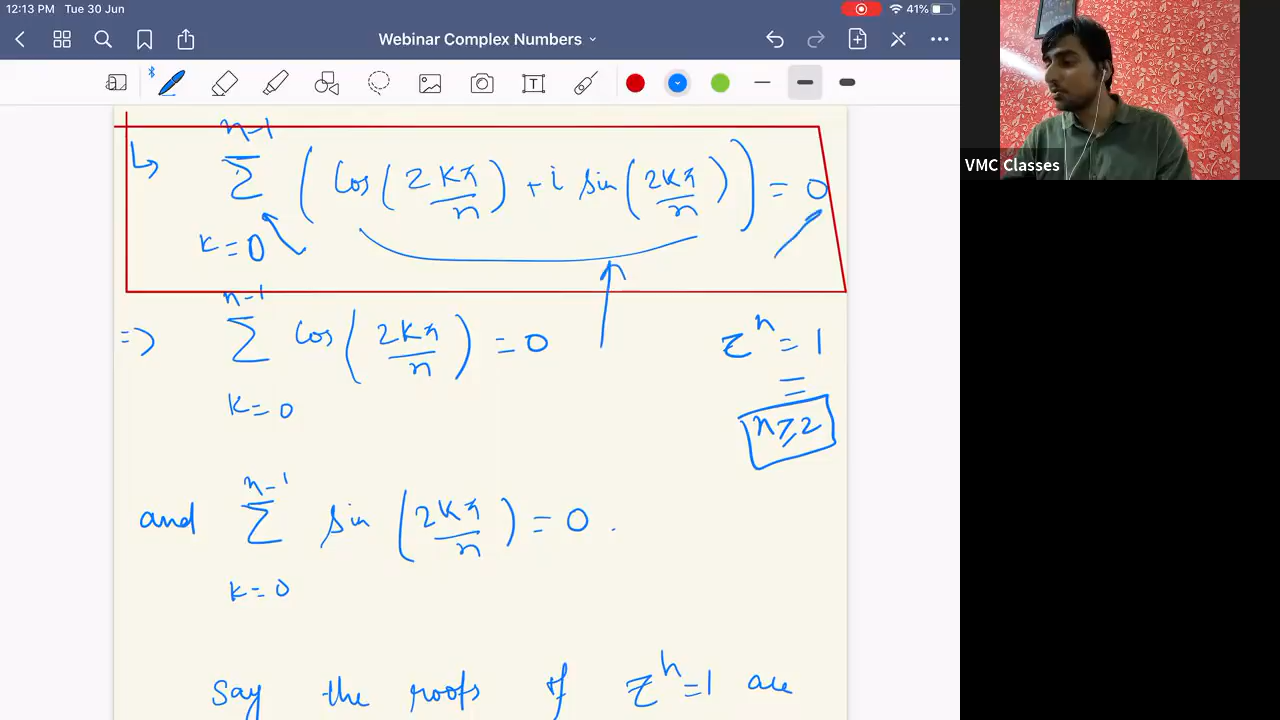 12:13 PM Tue 30 Jun 41%
Webinar Complex Numbers
T
VMC Classes
n-1
↳ Σ (cos(2kπ/n) + i sin(2kπ/n)) = 0
k=0
n-1
=> Σ cos(2kπ/n) = 0
k=0
zⁿ = 1
n≥2
n-1
and Σ sin(2kπ/n) = 0.
k=0
Say the roots of zⁿ=1 are